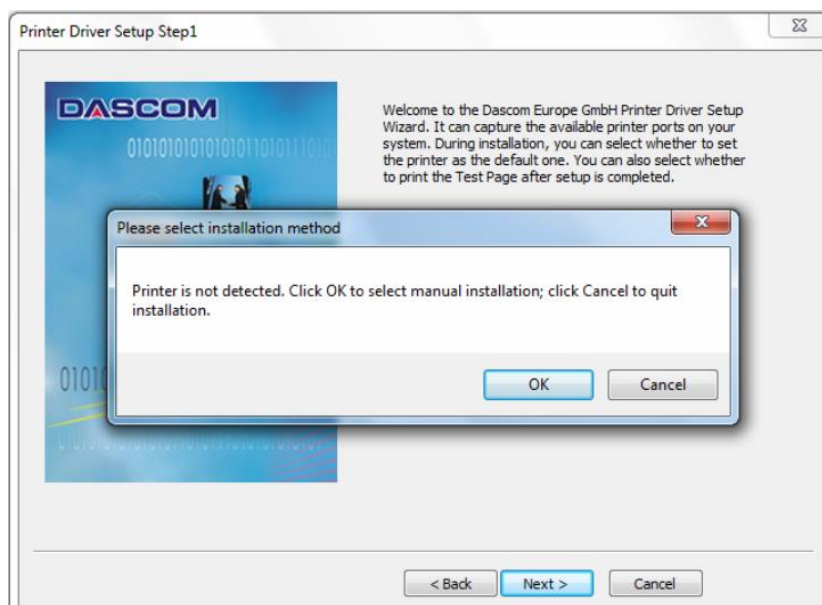 Printer Driver Setup Step1
DASCOM
Welcome to the Dascom Europe GmbH Printer Driver Setup
Wizard. It can capture the available printer ports on your
system. During installation, you can select whether to set
the printer as the default one. You can also select whether
to print the Test Page after setup is completed.
Please select installation method
Printer is not detected. Click OK to select manual installation; click Cancel to quit
installation.
OK
Cancel
< Back
Next >
Cancel